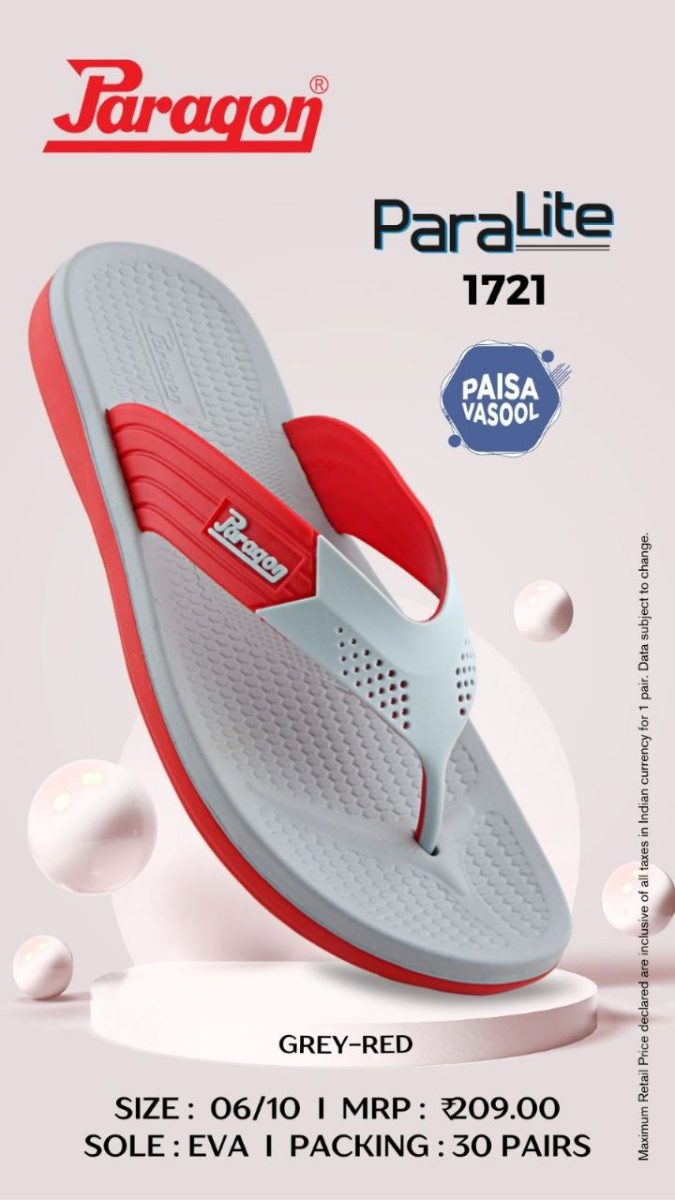 Paragon®
ParaLite
1721
PAISA
VASOOL
Paragon
Paragon
GREY-RED
SIZE : 06/10 I MRP : ₹209.00
SOLE : EVA I PACKING : 30 PAIRS
Maximum Retail Price declared are inclusive of all taxes in Indian currency for 1 pair. Data subject to change.